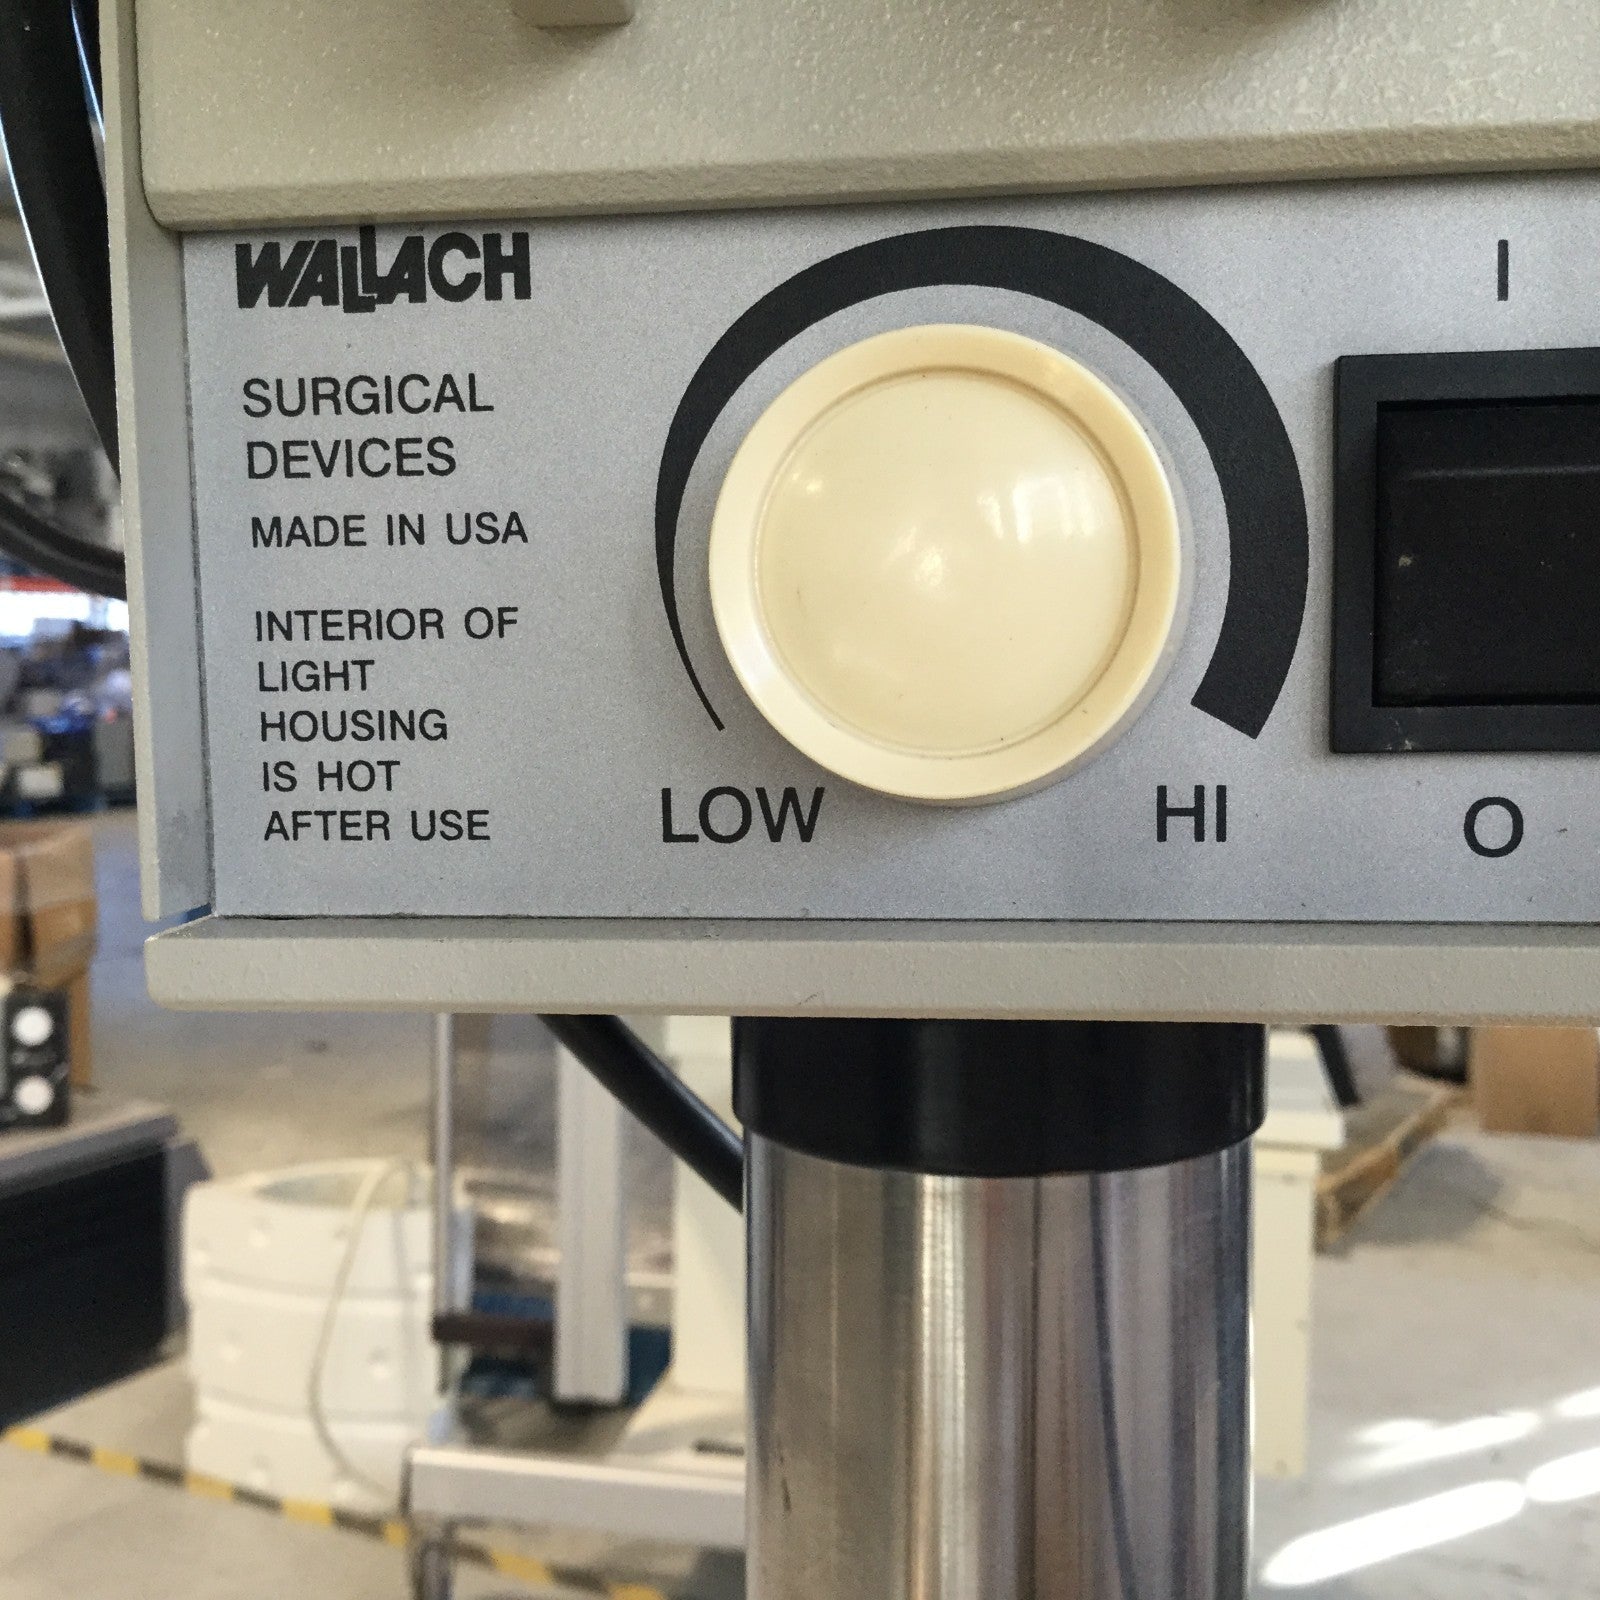 WALLACH
SURGICAL
DEVICES
MADE IN USA
INTERIOR OF
LIGHT
HOUSING
IS HOT
AFTER USE
LOW
HI
I
O